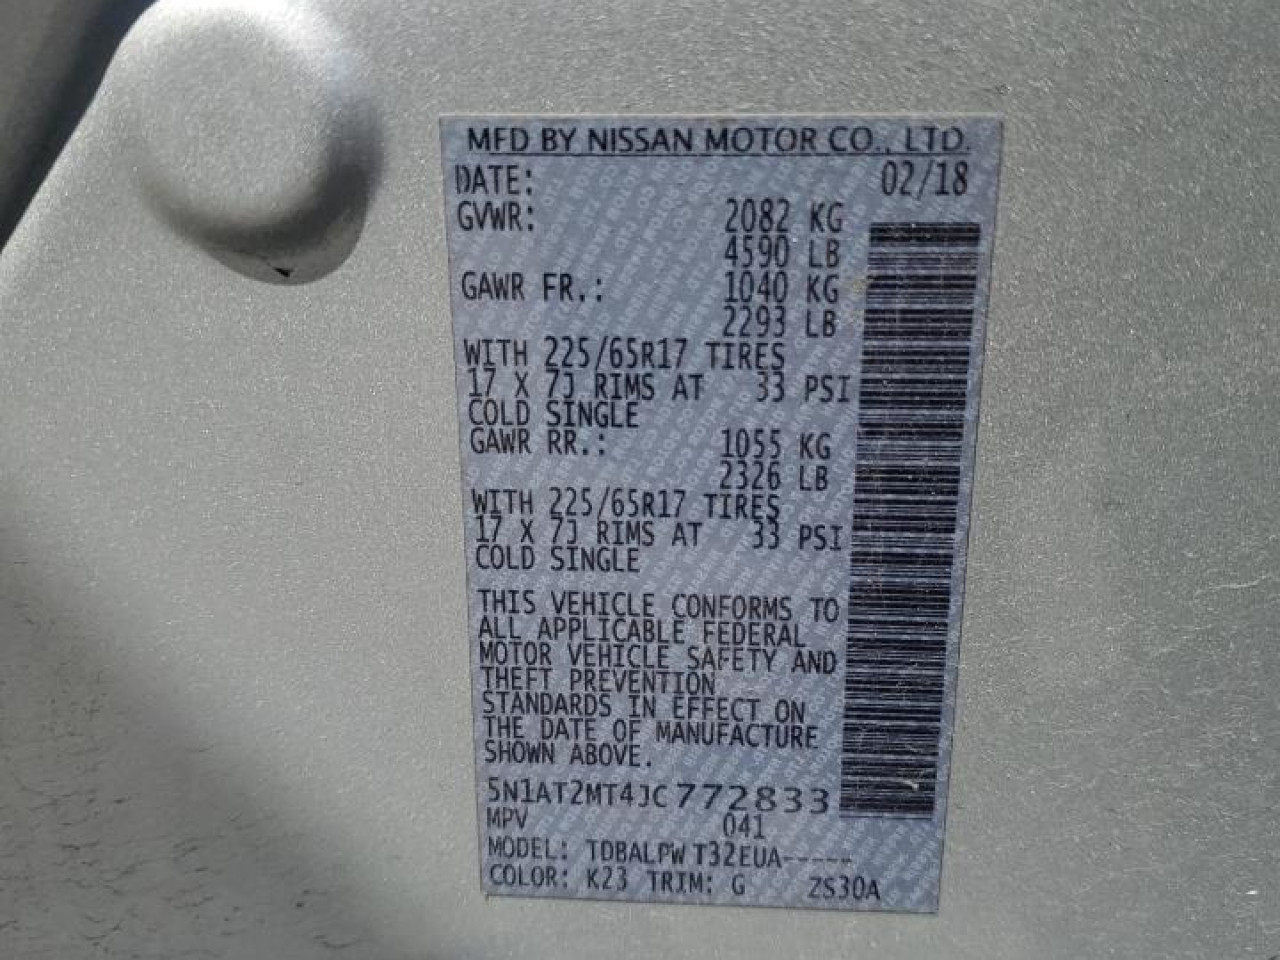 MFD BY NISSAN MOTOR CO., LTD.
DATE: 02/18
GVWR: 2082 KG
4590 LB
GAWR FR.: 1040 KG
2293 LB
WITH 225/65R17 TIRES
17 X 7J RIMS AT 33 PSI
COLD SINGLE
GAWR RR.: 1055 KG
2326 LB
WITH 225/65R17 TIRES
17 X 7J RIMS AT 33 PSI
COLD SINGLE
THIS VEHICLE CONFORMS TO
ALL APPLICABLE FEDERAL
MOTOR VEHICLE SAFETY AND
THEFT PREVENTION
STANDARDS IN EFFECT ON
THE DATE OF MANUFACTURE
SHOWN ABOVE.
5N1AT2MT4JC772833
MPV 041
MODEL: TDBALPW T32EUA-----
COLOR: K23 TRIM: G ZS30A